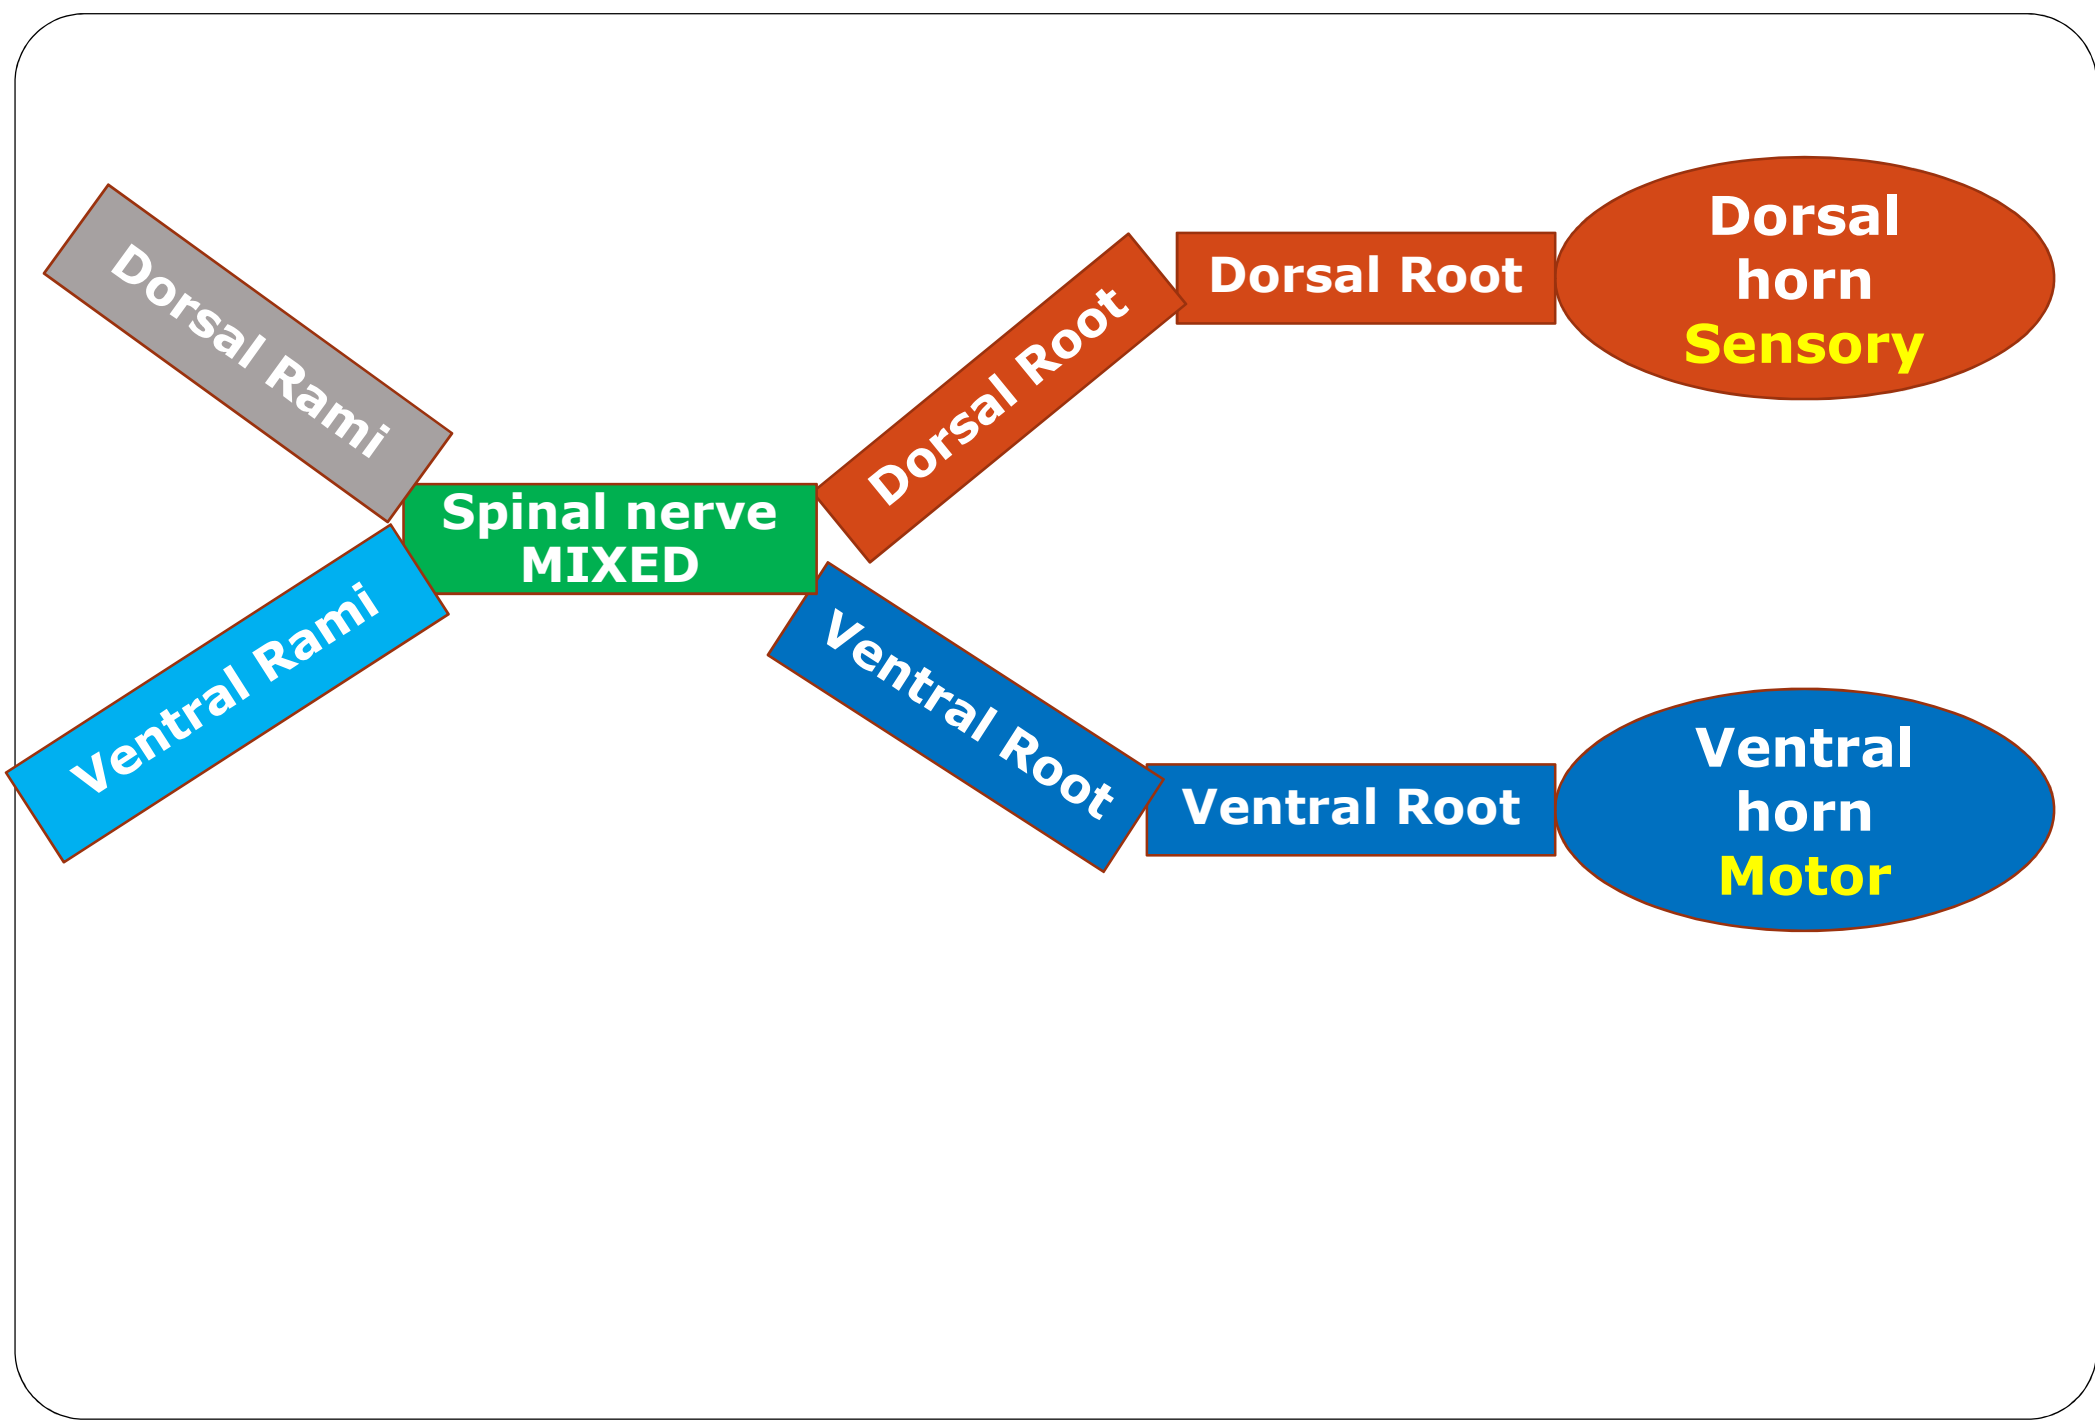 Dorsal Rami
Ventral Rami
Spinal nerve
MIXED
Dorsal Root
Dorsal Root
Dorsal
horn
Sensory
Ventral Root
Ventral Root
Ventral
horn
Motor